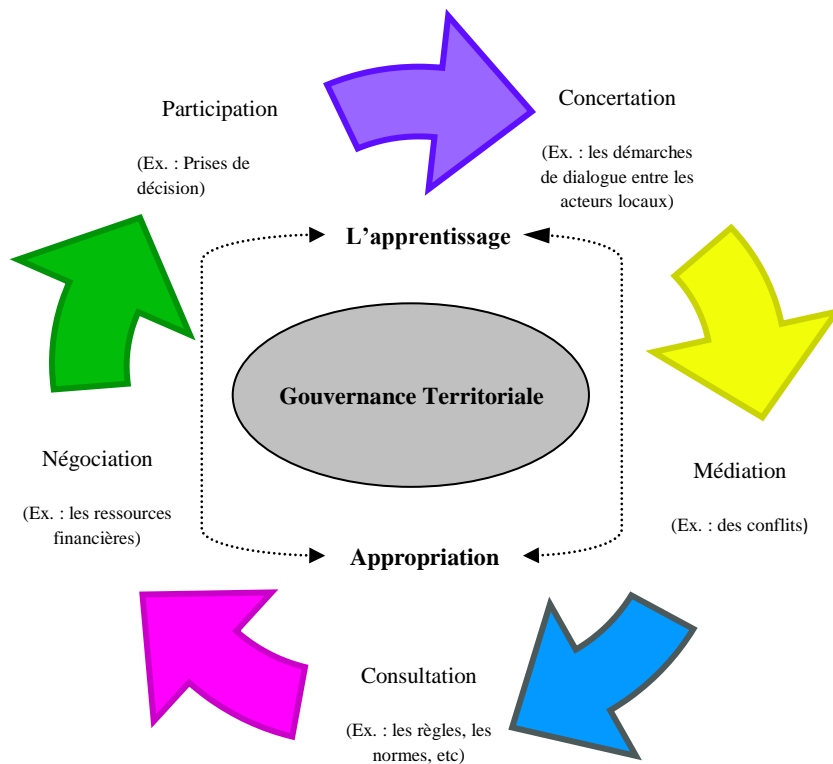 Participation
(Ex. : Prises de
décision)
Concertation
(Ex. : les démarches
de dialogue entre les
acteurs locaux)
L’apprentissage
Gouvernance Territoriale
Négociation
(Ex. : les ressources
financières)
Médiation
(Ex. : des conflits)
Appropriation
Consultation
(Ex. : les règles, les
normes, etc)